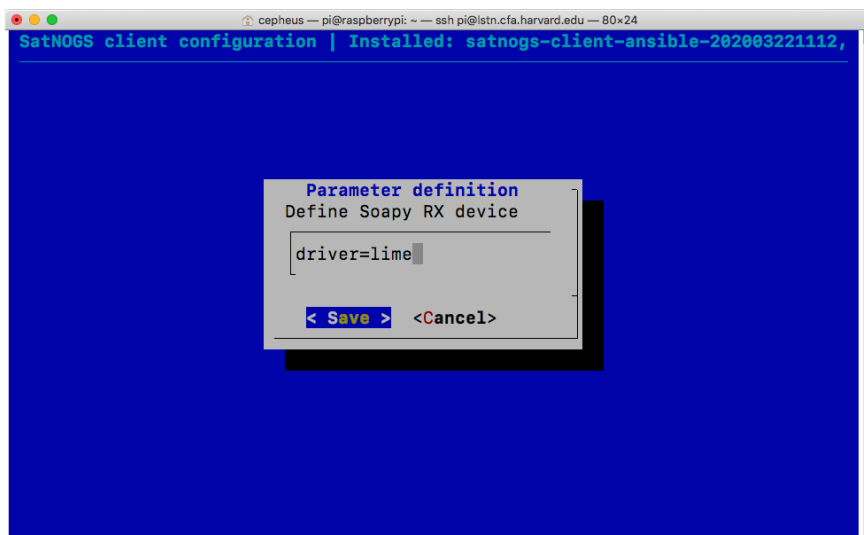 cepheus — pi@raspberrypi: ~ — ssh pi@lstn.cfa.harvard.edu — 80×24
SatNOGS client configuration | Installed: satnogs-client-ansible-202003221112,
Parameter definition
Define Soapy RX device
driver=lime
< Save > <Cancel>